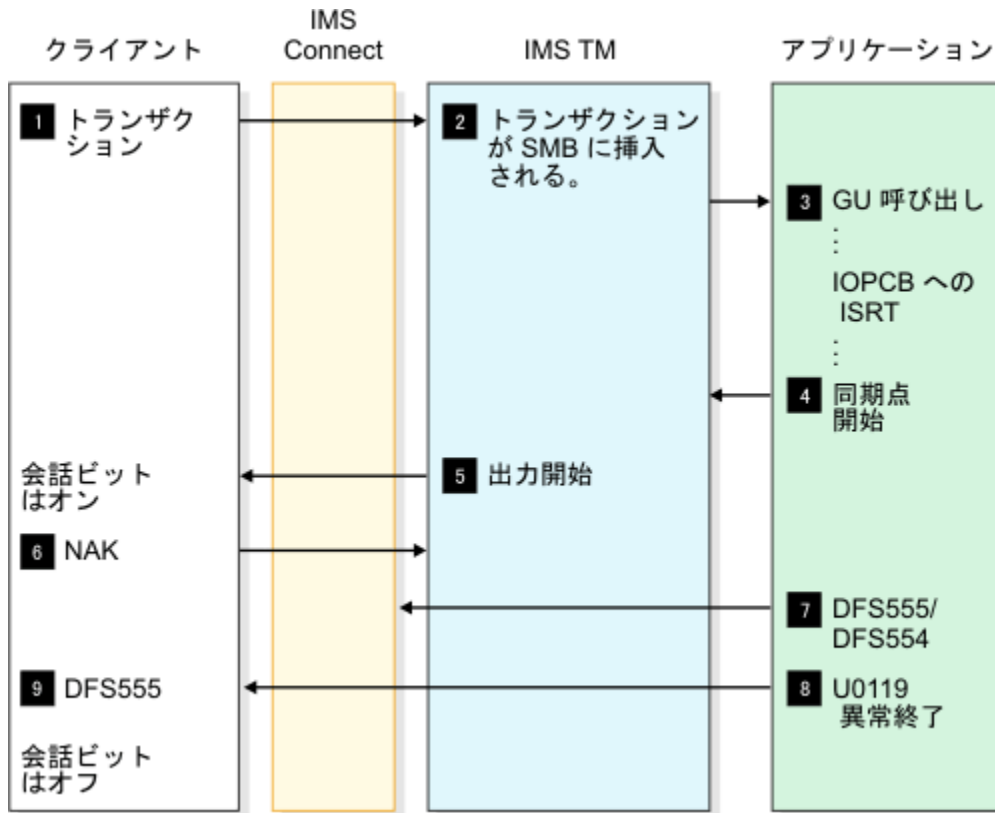 クライアント
IMS
Connect
IMS TM
アプリケーション
1 トランザク
ション
2 トランザクション
が SMB に挿入
される。
3 GU 呼び出し
⋮
IOPCB への
ISRT
⋮
4 同期点
開始
会話ビット
はオン
5 出力開始
6 NAK
7 DFS555/
DFS554
9 DFS555
8 U0119
異常終了
会話ビット
はオフ